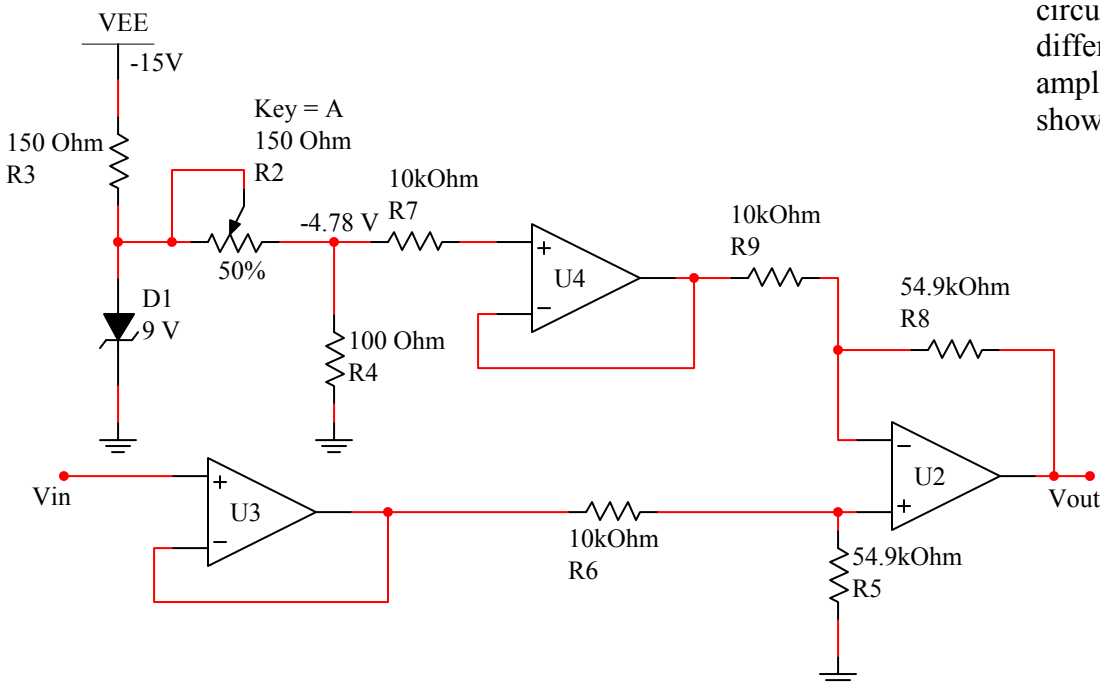 VEE
-15V
150 Ohm
R3
Key = A
150 Ohm
R2
50%
-4.78 V
10kOhm
R7
D1
9 V
100 Ohm
R4
+
U4
−
10kOhm
R9
54.9kOhm
R8
−
U2
+
Vout
Vin
+
U3
−
10kOhm
R6
54.9kOhm
R5
circu
differ
ampl
show